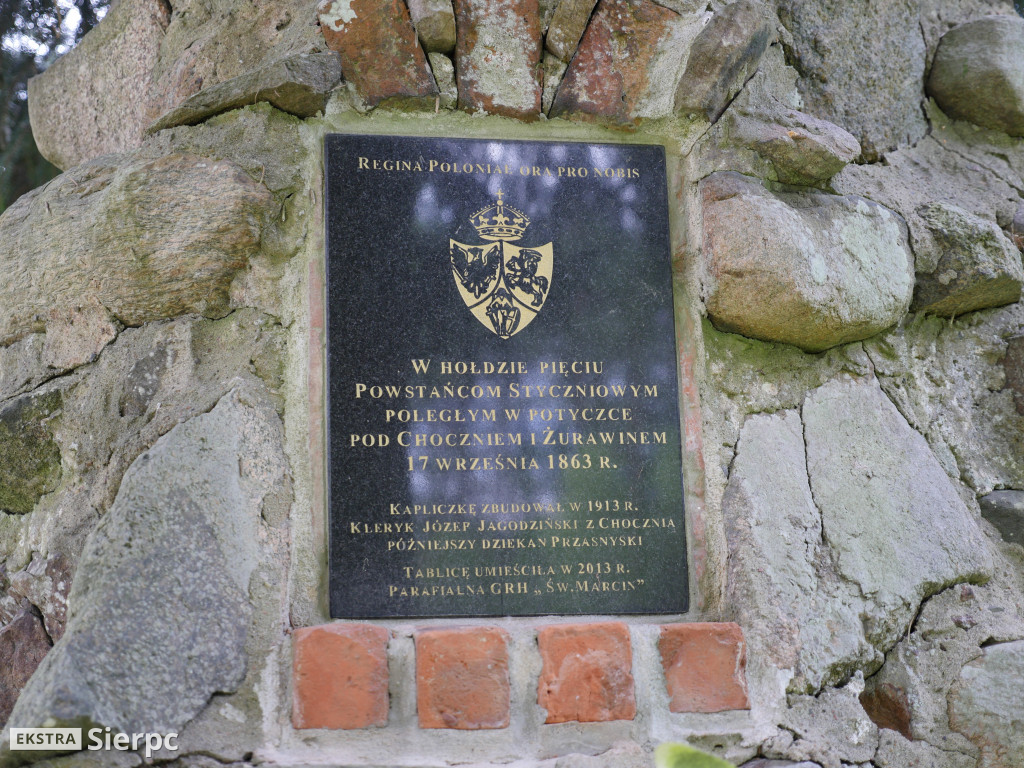 Regina Poloniae ora pro nobis
W hołdzie pięciu
Powstańcom Styczniowym
poległym w potyczce
pod Choczniem i Żurawinem
17 września 1863 r.
Kapliczkę zbudował w 1913 r.
Kleryk Józep Jagodziński z Chocznia
późniejszy dziekan Przasnyski
Tablicę umieściła w 2013 r.
Parafialna GRH „Św.Marcin”
EKSTRA Sierpc